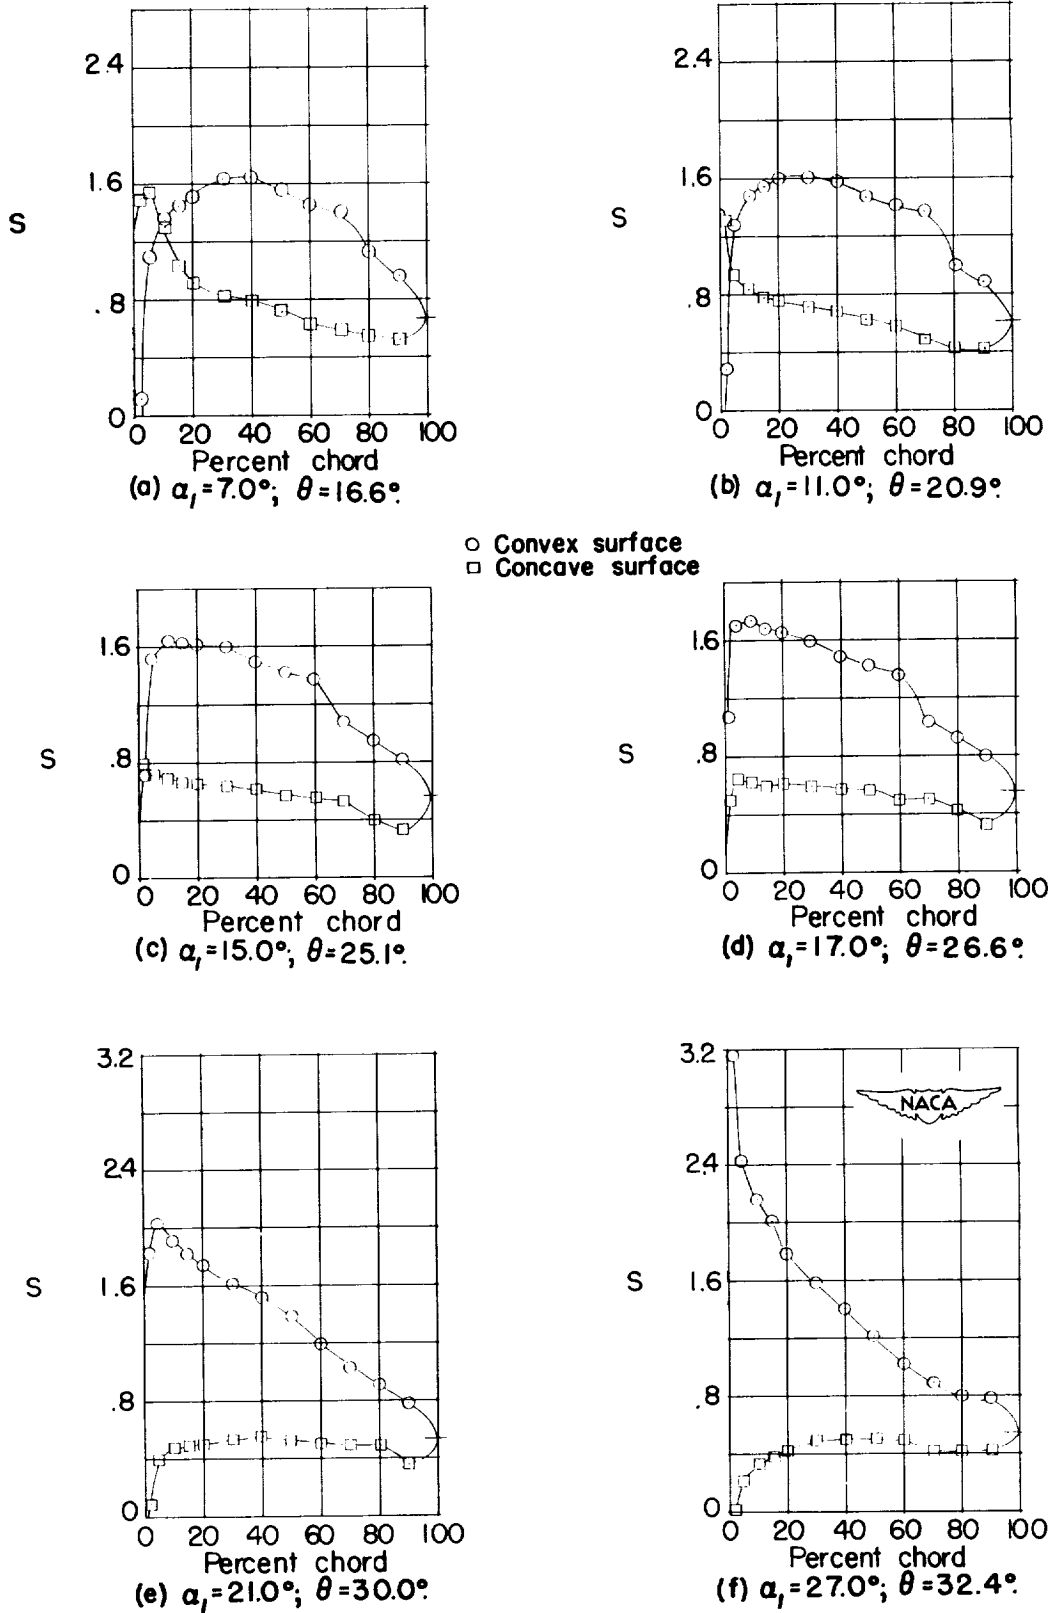 2.4
1.6
S
.8
0
0 20 40 60 80 100
Percent chord
(a) α₁=7.0°; θ=16.6°.
2.4
1.6
S
.8
0
0 20 40 60 80 100
Percent chord
(b) α₁=11.0°; θ=20.9°.
○ Convex surface
□ Concave surface
1.6
S
.8
0
0 20 40 60 80 100
Percent chord
(c) α₁=15.0°; θ=25.1°.
1.6
S
.8
0
0 20 40 60 80 100
Percent chord
(d) α₁=17.0°; θ=26.6°.
3.2
2.4
S
1.6
.8
0
0 20 40 60 80 100
Percent chord
(e) α₁=21.0°; θ=30.0°.
3.2
NACA
2.4
S
1.6
.8
0
0 20 40 60 80 100
Percent chord
(f) α₁=27.0°; θ=32.4°.